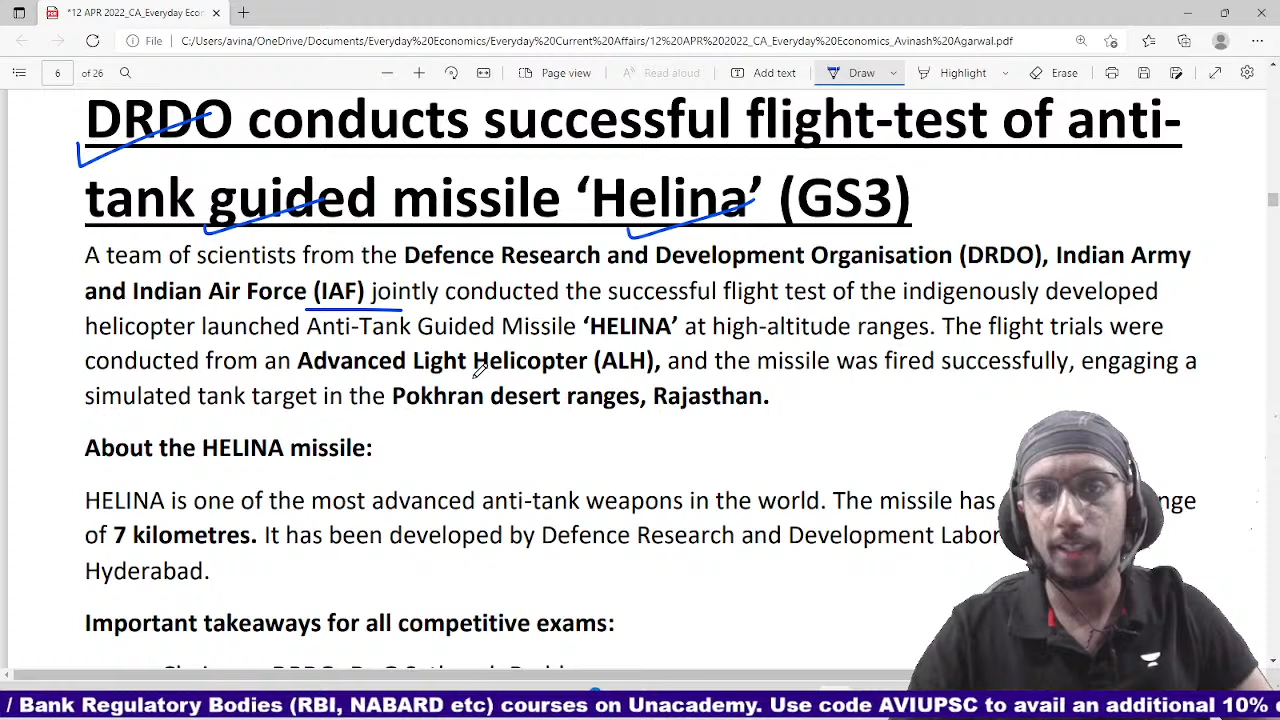 *12 APR 2022_CA_Everyday Econ
File C:/Users/avina/OneDrive/Documents/Everyday%20Economics/Everyday%20Current%20Affairs/12%20APR%202022_CA_Everyday%20Economics_Avinash%20Agarwal.pdf
6 of 26 Page view Read aloud Add text Draw Highlight Erase
DRDO conducts successful flight-test of anti-
tank guided missile ‘Helina’ (GS3)
A team of scientists from the Defence Research and Development Organisation (DRDO), Indian Army
and Indian Air Force (IAF) jointly conducted the successful flight test of the indigenously developed
helicopter launched Anti-Tank Guided Missile ‘HELINA’ at high-altitude ranges. The flight trials were
conducted from an Advanced Light Helicopter (ALH), and the missile was fired successfully, engaging a
simulated tank target in the Pokhran desert ranges, Rajasthan.
About the HELINA missile:
HELINA is one of the most advanced anti-tank weapons in the world. The missile has
of 7 kilometres. It has been developed by Defence Research and Development Labor
Hyderabad.
Important takeaways for all competitive exams:
/ Bank Regulatory Bodies (RBI, NABARD etc) courses on Unacademy. Use code AVIUPSC to avail an additional 10%